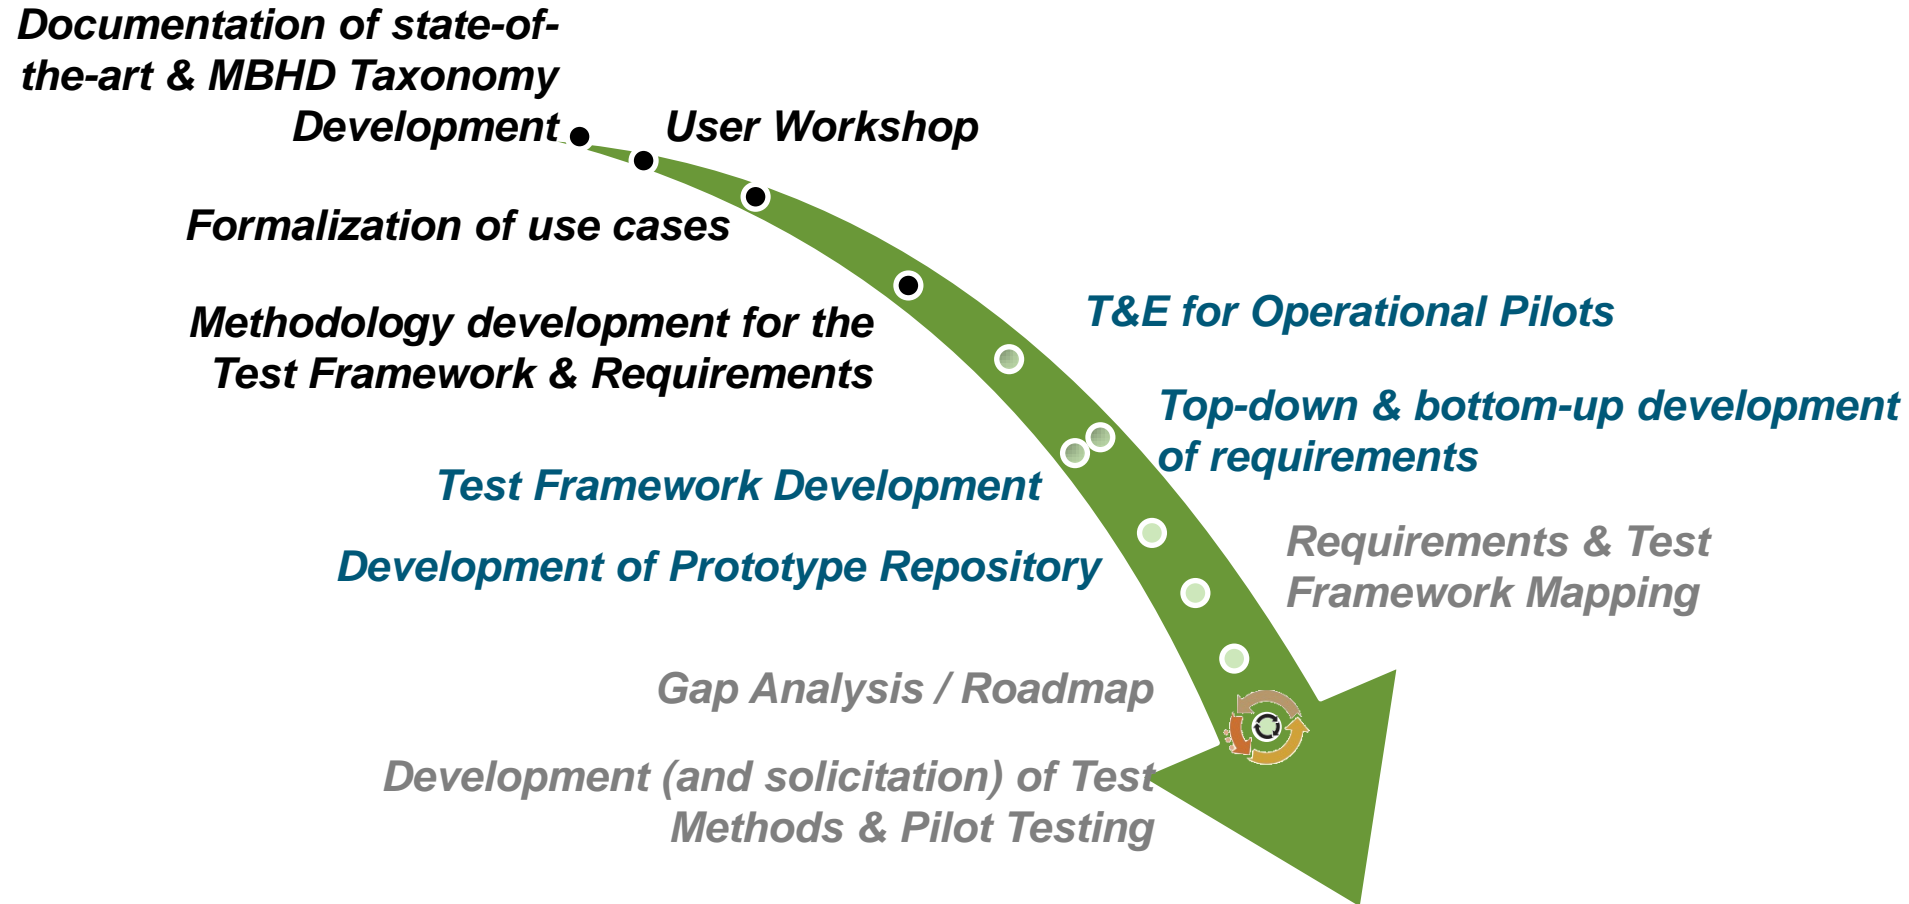 Documentation of state-of-
the-art & MBHD Taxonomy
Development
User Workshop
Formalization of use cases
Methodology development for the
Test Framework & Requirements
T&E for Operational Pilots
Top-down & bottom-up development
of requirements
Test Framework Development
Development of Prototype Repository
Requirements & Test
Framework Mapping
Gap Analysis / Roadmap
Development (and solicitation) of Test
Methods & Pilot Testing